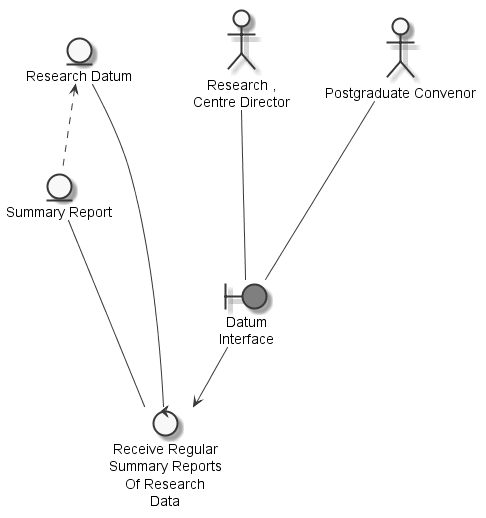 Research Datum
Research ,
Centre Director
Postgraduate Convenor
Summary Report
Datum
Interface
Receive Regular
Summary Reports
Of Research
Data